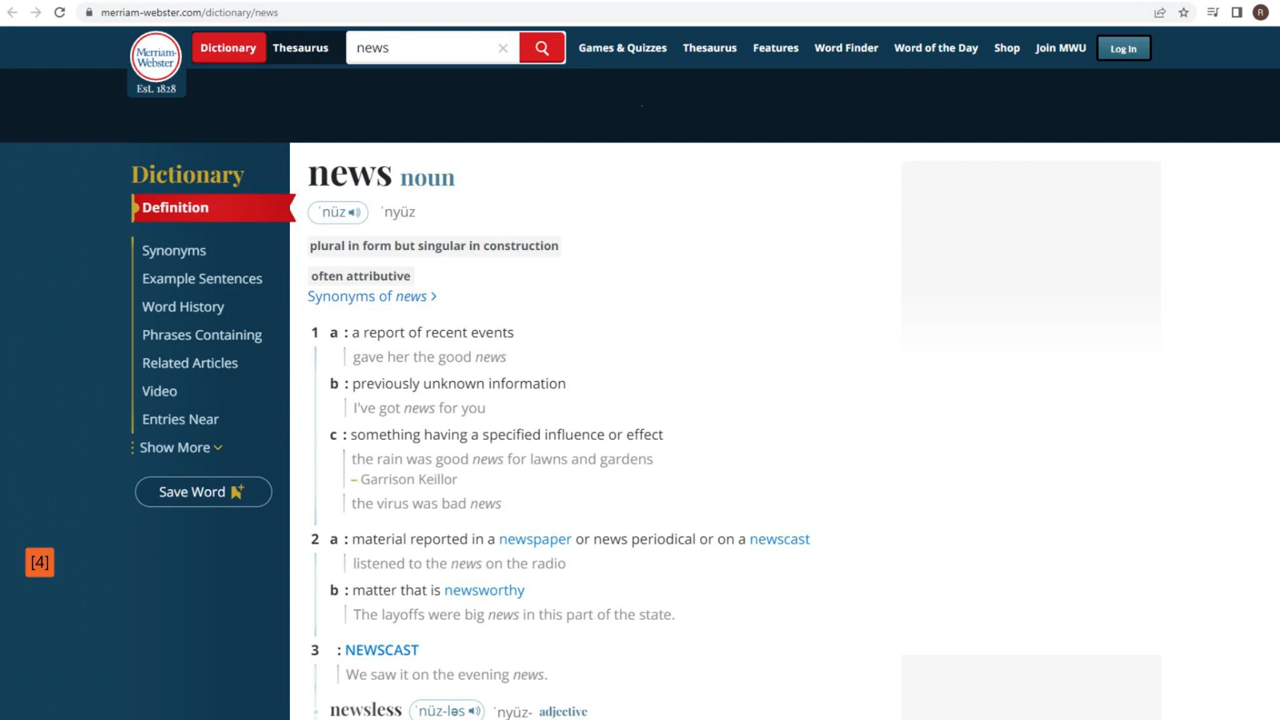 merriam-webster.com/dictionary/news
R
Merriam-
Webster
Est. 1828
Dictionary
Thesaurus
news
Games & Quizzes
Thesaurus
Features
Word Finder
Word of the Day
Shop
Join MWU
Log In
Dictionary
Definition
Synonyms
Example Sentences
Word History
Phrases Containing
Related Articles
Video
Entries Near
Show More
Save Word
[4]
news noun
ˈnüz ˈnyüz
plural in form but singular in construction
often attributive
Synonyms of news >
1 a : a report of recent events
gave her the good news
b : previously unknown information
I've got news for you
c : something having a specified influence or effect
the rain was good news for lawns and gardens
– Garrison Keillor
the virus was bad news
2 a : material reported in a newspaper or news periodical or on a newscast
listened to the news on the radio
b : matter that is newsworthy
The layoffs were big news in this part of the state.
3 : NEWSCAST
We saw it on the evening news.
newsless ˈnüz-ləs ˈnyüz- adjective